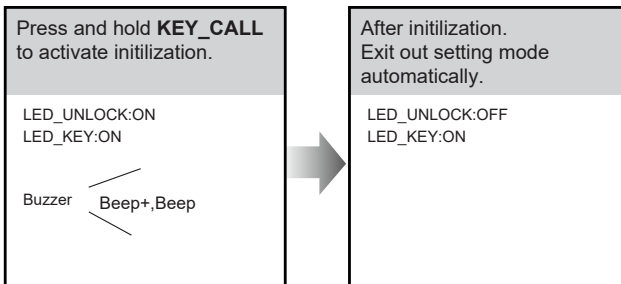 Press and hold KEY_CALL
to activate initilization.
LED_UNLOCK:ON
LED_KEY:ON
Buzzer
Beep+,Beep
After initilization.
Exit out setting mode
automatically.
LED_UNLOCK:OFF
LED_KEY:ON